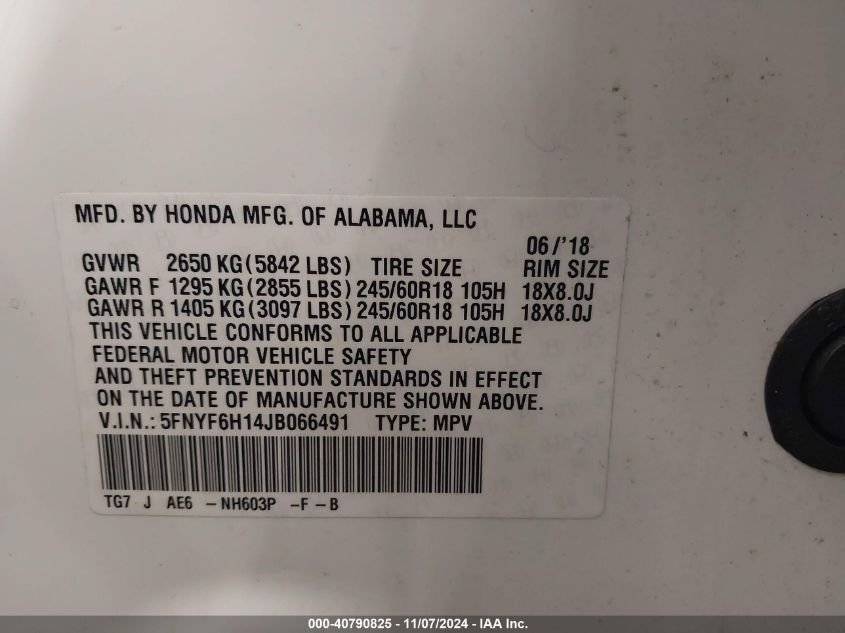 MFD. BY HONDA MFG. OF ALABAMA, LLC
06/'18
GVWR 2650 KG(5842 LBS) TIRE SIZE RIM SIZE
GAWR F 1295 KG(2855 LBS)245/60R18 105H 18X8.0J
GAWR R 1405 KG(3097 LBS)245/60R18 105H 18X8.0J
THIS VEHICLE CONFORMS TO ALL APPLICABLE
FEDERAL MOTOR VEHICLE SAFETY
AND THEFT PREVENTION STANDARDS IN EFFECT
ON THE DATE OF MANUFACTURE SHOWN ABOVE.
V.I.N.: 5FNYF6H14JB066491 TYPE: MPV
TG7 J AE6 -NH603P -F-B
000-40790825 - 11/07/2024 - IAA Inc.